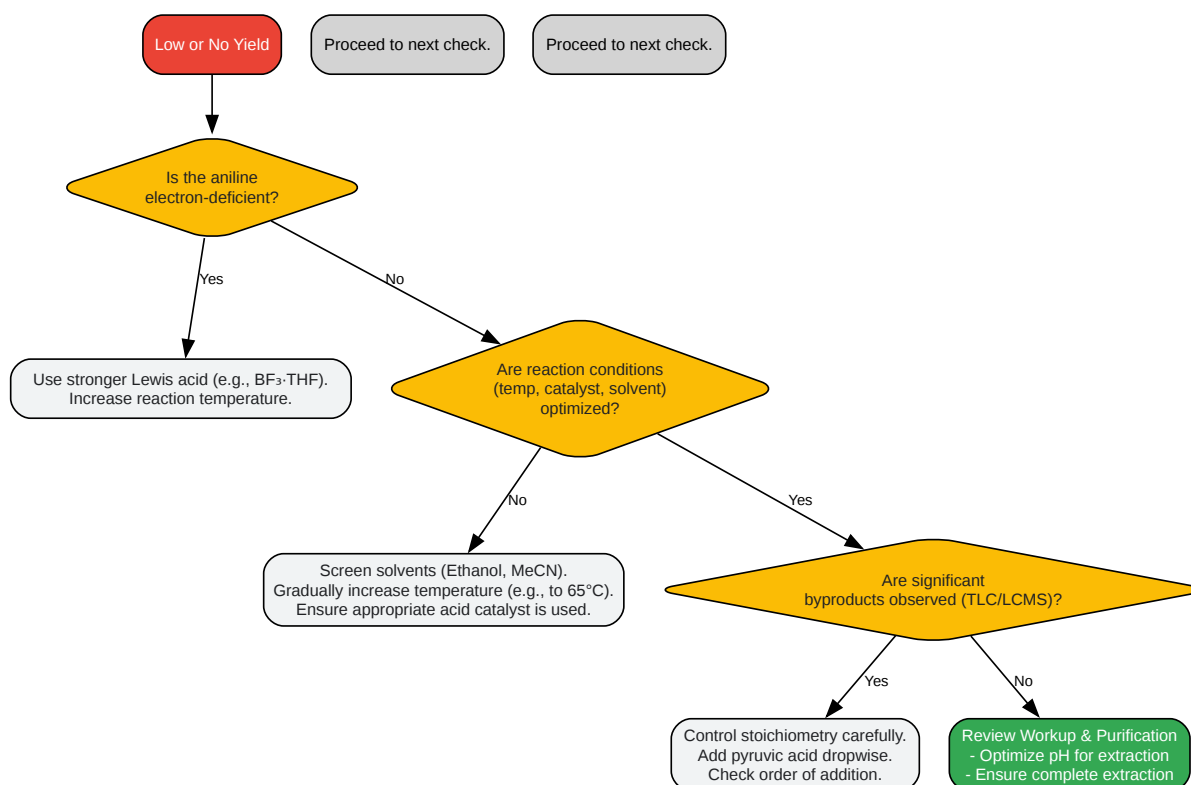 Low or No Yield
Proceed to next check.
Proceed to next check.
Is the aniline
electron-deficient?
Yes
No
Use stronger Lewis acid (e.g., BF₃·THF).
Increase reaction temperature.
Are reaction conditions
(temp, catalyst, solvent)
optimized?
No
Yes
Screen solvents (Ethanol, MeCN).
Gradually increase temperature (e.g., to 65°C).
Ensure appropriate acid catalyst is used.
Are significant
byproducts observed (TLC/LCMS)?
Yes
No
Control stoichiometry carefully.
Add pyruvic acid dropwise.
Check order of addition.
Review Workup & Purification
- Optimize pH for extraction
- Ensure complete extraction